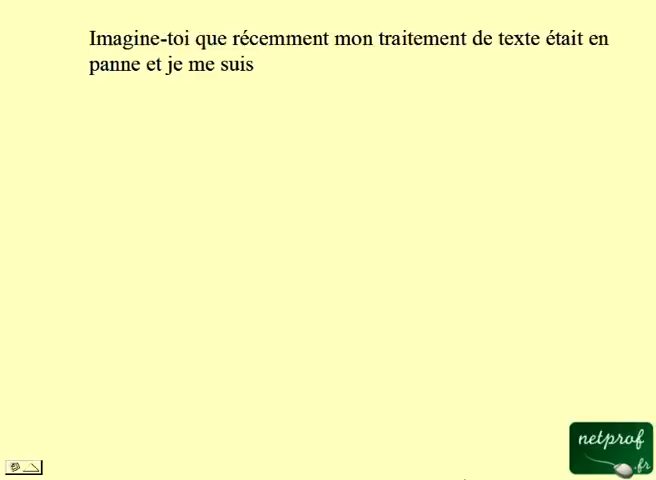 Imagine-toi que récemment mon traitement de texte était en
panne et je me suis
netprof
.fr